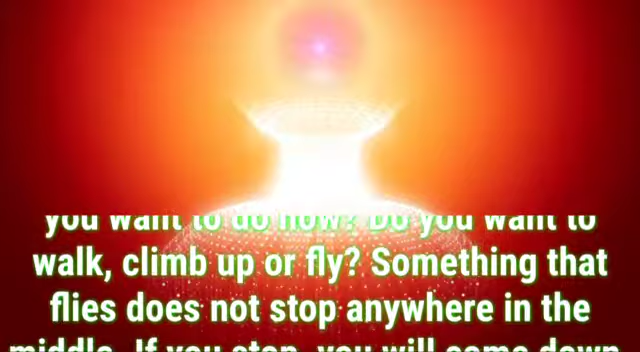 you want to do now? Do you want to
walk, climb up or fly? Something that
flies does not stop anywhere in the
middle. If you stop, you will come down